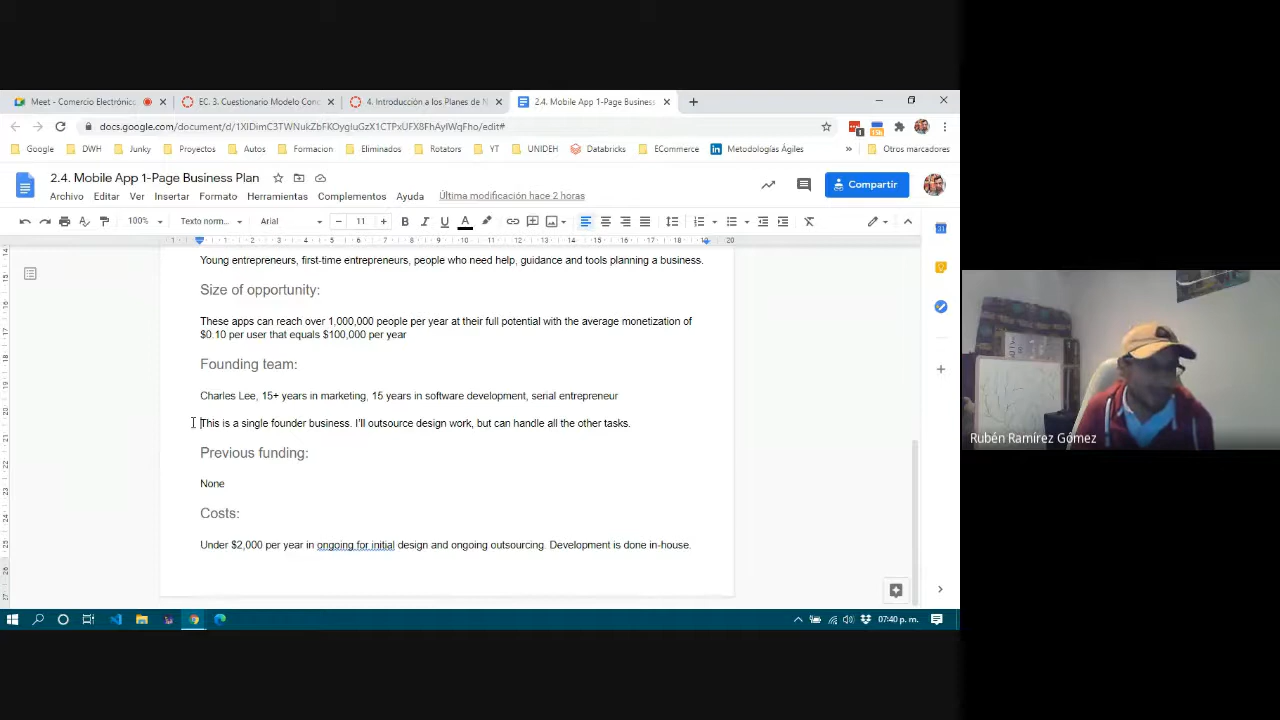 Meet - Comercio Electrónic
EC. 3. Cuestionario Modelo Conc
4. Introducción a los Planes de N
2.4. Mobile App 1-Page Business
docs.google.com/document/d/1XIDimC3TWNukZbFKOygIuGzX1CTPxUFX8FhAyIWqFho/edit#
Google DWH Junky Proyectos Autos Formacion Eliminados Rotators YT UNIDEH Databricks ECommerce Metodologías Ágiles » Otros marcadores
2.4. Mobile App 1-Page Business Plan
Archivo Editar Ver Insertar Formato Herramientas Complementos Ayuda Última modificación hace 2 horas
Compartir
100% Texto norm... Arial 11
Young entrepreneurs, first-time entrepreneurs, people who need help, guidance and tools planning a business.
Size of opportunity:
These apps can reach over 1,000,000 people per year at their full potential with the average monetization of
$0.10 per user that equals $100,000 per year
Founding team:
Charles Lee, 15+ years in marketing, 15 years in software development, serial entrepreneur
This is a single founder business. I'll outsource design work, but can handle all the other tasks.
Previous funding:
None
Costs:
Under $2,000 per year in ongoing for initial design and ongoing outsourcing. Development is done in-house.
07:40 p. m.
Rubén Ramírez Gómez